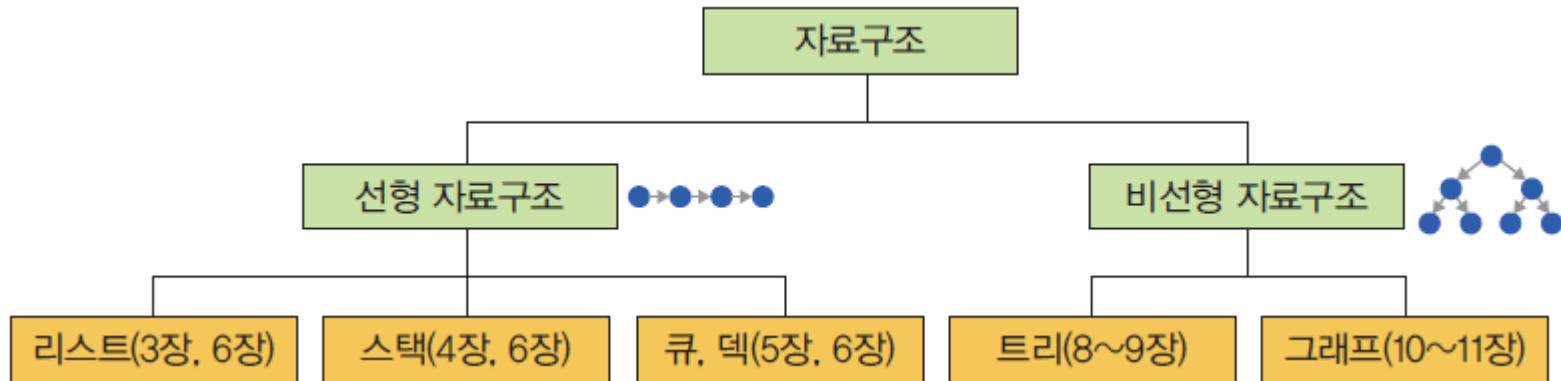 자료구조
선형 자료구조
비선형 자료구조
리스트(3장, 6장)
스택(4장, 6장)
큐, 덱(5장, 6장)
트리(8~9장)
그래프(10~11장)